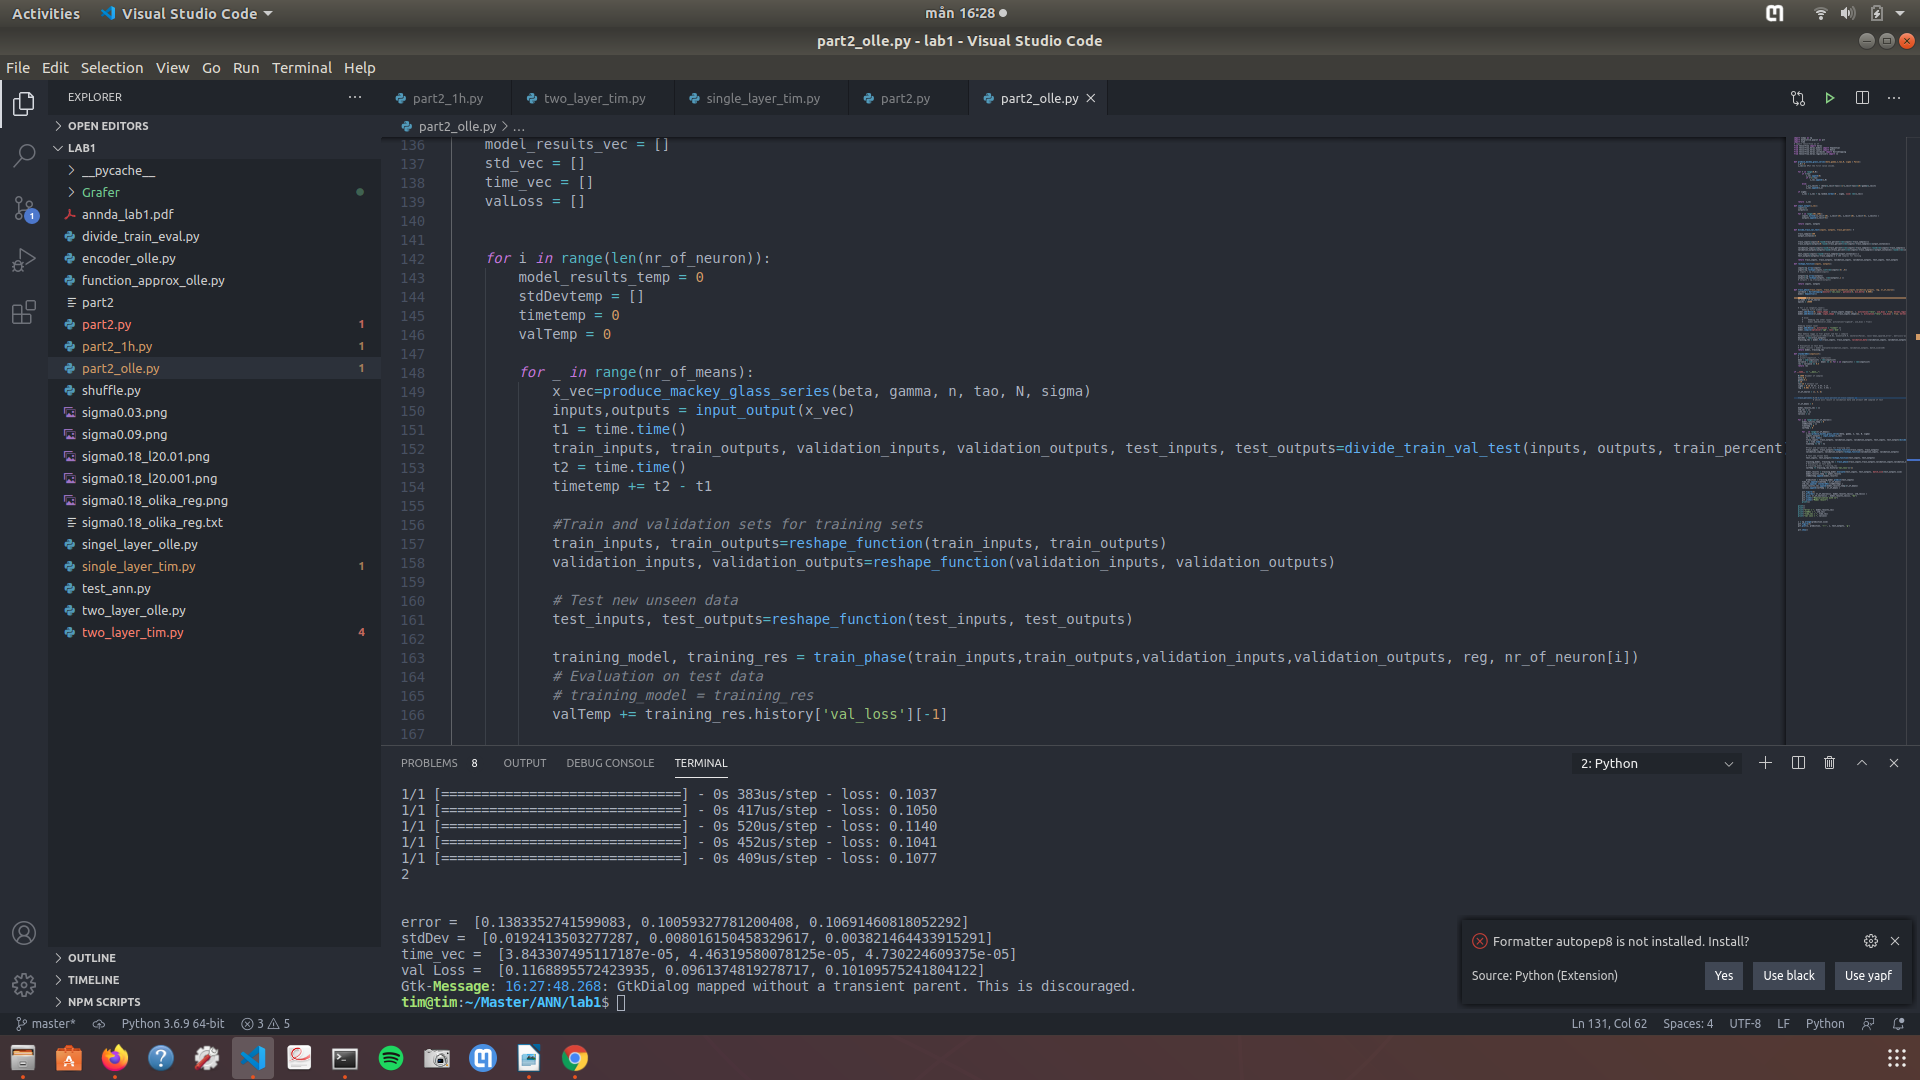 Activities
Visual Studio Code
mån 16:28
part2_olle.py - lab1 - Visual Studio Code
File Edit Selection View Go Run Terminal Help
EXPLORER
part2_1h.py
two_layer_tim.py
single_layer_tim.py
part2.py
part2_olle.py
OPEN EDITORS
LAB1
__pycache__
Grafer
annda_lab1.pdf
divide_train_eval.py
encoder_olle.py
function_approx_olle.py
part2
part2.py 1
part2_1h.py 1
part2_olle.py 1
shuffle.py
sigma0.03.png
sigma0.09.png
sigma0.18_l20.01.png
sigma0.18_l20.001.png
sigma0.18_olika_reg.png
sigma0.18_olika_reg.txt
singel_layer_olle.py
single_layer_tim.py 1
test_ann.py
two_layer_olle.py
two_layer_tim.py 4
OUTLINE
TIMELINE
NPM SCRIPTS
1
part2_olle.py > ...
136 model_results_vec = []
137 std_vec = []
138 time_vec = []
139 valLoss = []
140
141
142 for i in range(len(nr_of_neuron)):
143 model_results_temp = 0
144 stdDevtemp = []
145 timetemp = 0
146 valTemp = 0
147
148 for _ in range(nr_of_means):
149 x_vec=produce_mackey_glass_series(beta, gamma, n, tao, N, sigma)
150 inputs,outputs = input_output(x_vec)
151 t1 = time.time()
152 train_inputs, train_outputs, validation_inputs, validation_outputs, test_inputs, test_outputs=divide_train_val_test(inputs, outputs, train_percent
153 t2 = time.time()
154 timetemp += t2 - t1
155
156 #Train and validation sets for training sets
157 train_inputs, train_outputs=reshape_function(train_inputs, train_outputs)
158 validation_inputs, validation_outputs=reshape_function(validation_inputs, validation_outputs)
159
160 # Test new unseen data
161 test_inputs, test_outputs=reshape_function(test_inputs, test_outputs)
162
163 training_model, training_res = train_phase(train_inputs,train_outputs,validation_inputs,validation_outputs, reg, nr_of_neuron[i])
164 # Evaluation on test data
165 # training_model = training_res
166 valTemp += training_res.history['val_loss'][-1]
167
PROBLEMS 8 OUTPUT DEBUG CONSOLE TERMINAL
2: Python
1/1 [==============================] - 0s 383us/step - loss: 0.1037
1/1 [==============================] - 0s 417us/step - loss: 0.1050
1/1 [==============================] - 0s 520us/step - loss: 0.1140
1/1 [==============================] - 0s 452us/step - loss: 0.1041
1/1 [==============================] - 0s 409us/step - loss: 0.1077
2
error =  [0.1383352741599083, 0.10059327781200408, 0.10691460818052292]
stdDev =  [0.0192413503277287, 0.008016150458329617, 0.003821464433915291]
time_vec =  [3.843307495117187e-05, 4.46319580078125e-05, 4.730224609375e-05]
val Loss =  [0.1168895572423935, 0.0961374819278717, 0.10109575241804122]
Gtk-Message: 16:27:48.268: GtkDialog mapped without a transient parent. This is discouraged.
tim@tim:~/Master/ANN/lab1$
Formatter autopep8 is not installed. Install?
Source: Python (Extension)
Yes
Use black
Use yapf
master*
Python 3.6.9 64-bit
3
5
Ln 131, Col 62
Spaces: 4
UTF-8
LF
Python